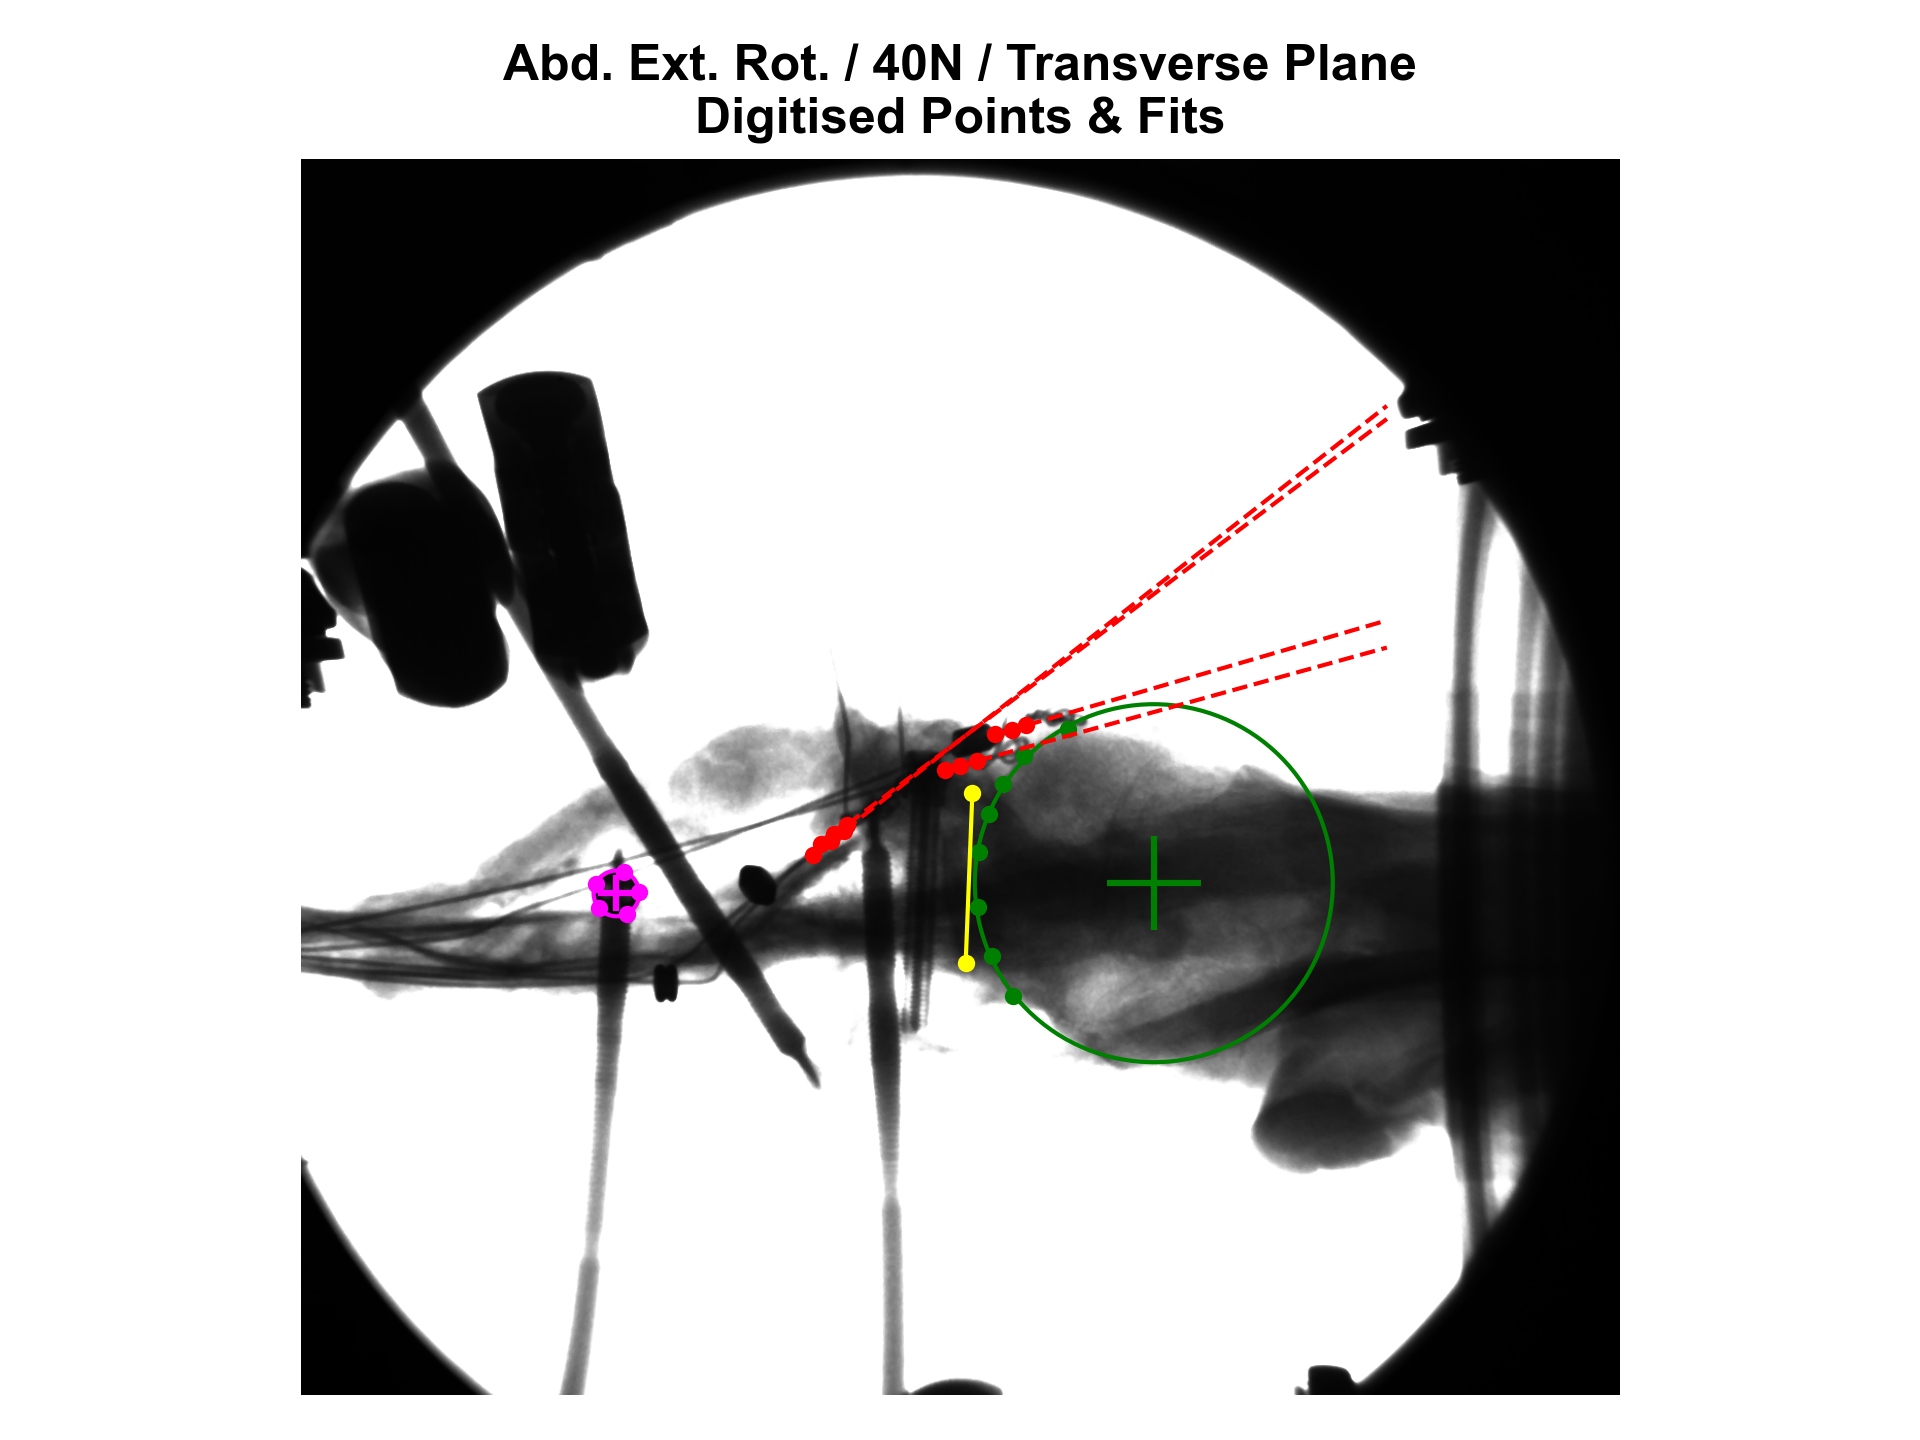 Abd. Ext. Rot. / 40N / Transverse Plane
Digitised Points & Fits